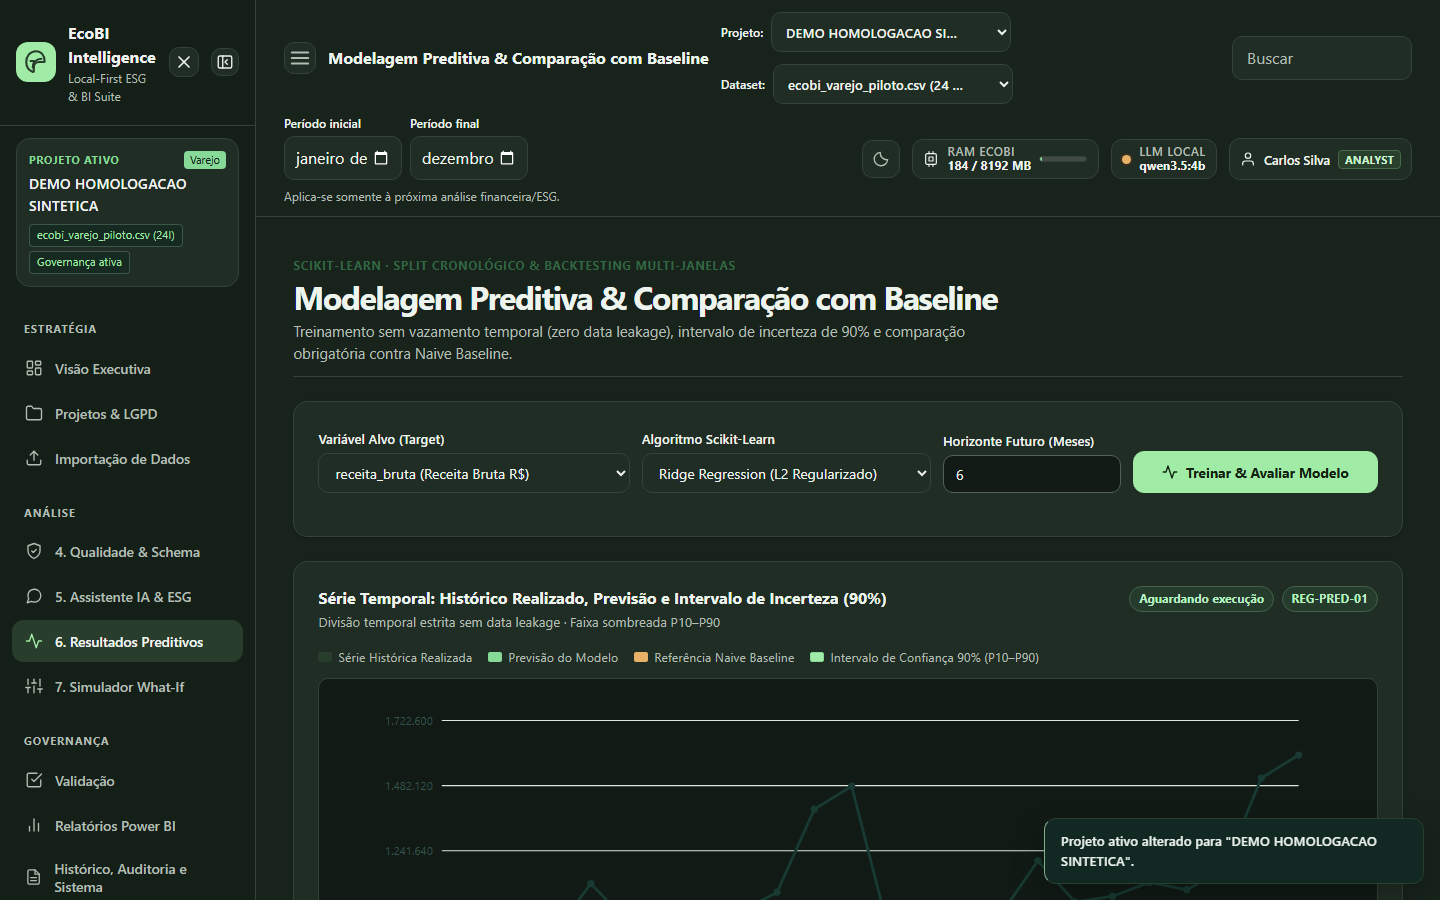 EcoBI
Intelligence
Local-First ESG
& BI Suite
PROJETO ATIVO
Varejo
DEMO HOMOLOGACAO
SINTETICA
ecobi_varejo_piloto.csv (24l)
Governança ativa
ESTRATÉGIA
Visão Executiva
Projetos & LGPD
Importação de Dados
ANÁLISE
4. Qualidade & Schema
5. Assistente IA & ESG
6. Resultados Preditivos
7. Simulador What-If
GOVERNANÇA
Validação
Relatórios Power BI
Histórico, Auditoria e
Sistema
Modelagem Preditiva & Comparação com Baseline
Projeto:
DEMO HOMOLOGACAO SI...
Dataset:
ecobi_varejo_piloto.csv (24 ...
Buscar
Período inicial
Período final
janeiro de
dezembro
Aplica-se somente à próxima análise financeira/ESG.
RAM ECOBI
184 / 8192 MB
LLM LOCAL
qwen3.5:4b
Carlos Silva
ANALYST
SCIKIT-LEARN · SPLIT CRONOLÓGICO & BACKTESTING MULTI-JANELAS
Modelagem Preditiva & Comparação com Baseline
Treinamento sem vazamento temporal (zero data leakage), intervalo de incerteza de 90% e comparação
obrigatória contra Naive Baseline.
Variável Alvo (Target)
receita_bruta (Receita Bruta R$)
Algoritmo Scikit-Learn
Ridge Regression (L2 Regularizado)
Horizonte Futuro (Meses)
6
Treinar & Avaliar Modelo
Série Temporal: Histórico Realizado, Previsão e Intervalo de Incerteza (90%)
Divisão temporal estrita sem data leakage · Faixa sombreada P10–P90
Aguardando execução
REG-PRED-01
Série Histórica Realizada
Previsão do Modelo
Referência Naive Baseline
Intervalo de Confiança 90% (P10–P90)
1.722.600
1.482.120
1.241.640
Projeto ativo alterado para "DEMO HOMOLOGACAO
SINTETICA".